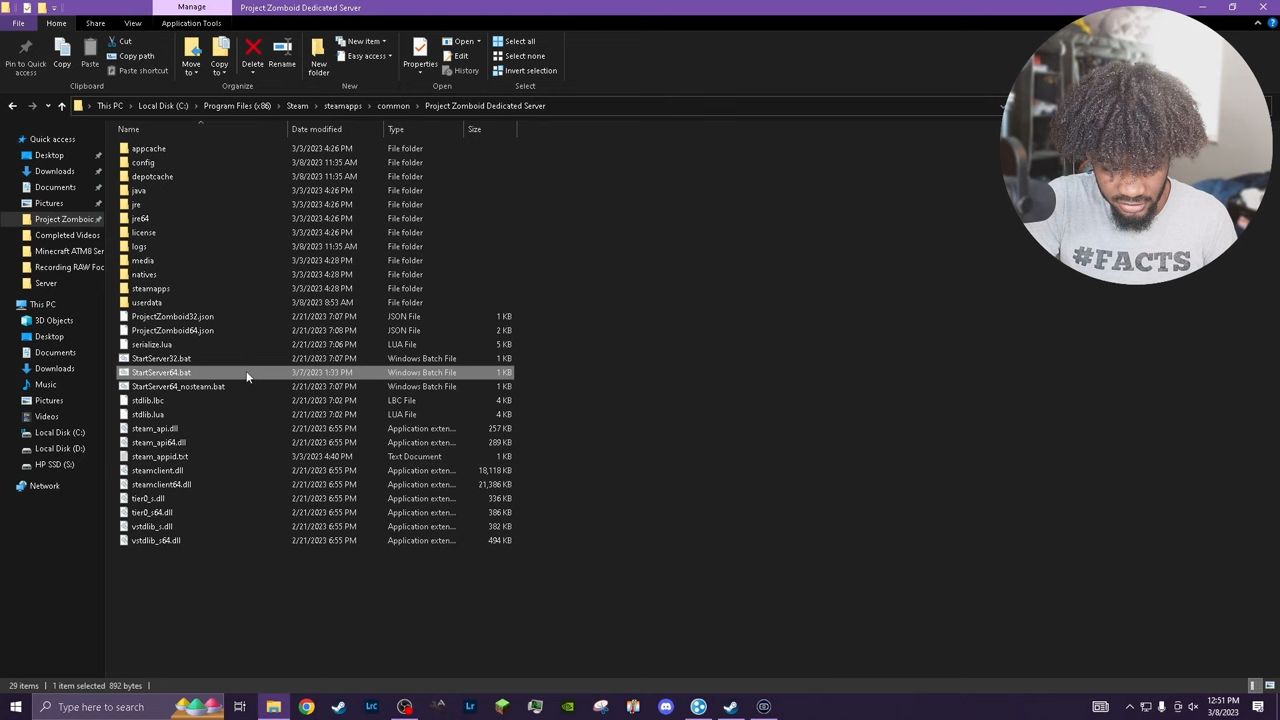 Manage
Project Zomboid Dedicated Server
File
Home
Share
View
Application Tools
Pin to Quick access
Copy
Paste
Cut
Copy path
Paste shortcut
Clipboard
Move to
Copy to
Delete
Rename
Organize
New folder
New item
Easy access
New
Properties
Open
Edit
History
Open
Select all
Select none
Invert selection
Select
This PC > Local Disk (C:) > Program Files (x86) > Steam > steamapps > common > Project Zomboid Dedicated Server
Name Date modified Type Size
Quick access
Desktop
Downloads
Documents
Pictures
Project Zomboic
Completed Videos
Minecraft ATM8 Ser
Recording RAW Foc
Server
This PC
3D Objects
Desktop
Documents
Downloads
Music
Pictures
Videos
Local Disk (C:)
Local Disk (D:)
HP SSD (S:)
Network
appcache 3/3/2023 4:26 PM File folder
config 3/8/2023 11:35 AM File folder
depotcache 3/8/2023 11:35 AM File folder
java 3/3/2023 4:26 PM File folder
jre 3/3/2023 4:26 PM File folder
jre64 3/3/2023 4:26 PM File folder
license 3/3/2023 4:26 PM File folder
logs 3/8/2023 11:35 AM File folder
media 3/3/2023 4:28 PM File folder
natives 3/3/2023 4:28 PM File folder
steamapps 3/3/2023 4:28 PM File folder
userdata 3/8/2023 8:53 AM File folder
ProjectZomboid32.json 2/21/2023 7:07 PM JSON File 1 KB
ProjectZomboid64.json 2/21/2023 7:08 PM JSON File 2 KB
serialize.lua 2/21/2023 7:06 PM LUA File 5 KB
StartServer32.bat 2/21/2023 7:07 PM Windows Batch File 1 KB
StartServer64.bat 3/7/2023 1:33 PM Windows Batch File 1 KB
StartServer64_nosteam.bat 2/21/2023 7:07 PM Windows Batch File 1 KB
stdlib.lbc 2/21/2023 7:02 PM LBC File 4 KB
stdlib.lua 2/21/2023 7:02 PM LUA File 4 KB
steam_api.dll 2/21/2023 6:55 PM Application exten... 257 KB
steam_api64.dll 2/21/2023 6:55 PM Application exten... 289 KB
steam_appid.txt 3/3/2023 4:40 PM Text Document 1 KB
steamclient.dll 2/21/2023 6:55 PM Application exten... 18,118 KB
steamclient64.dll 2/21/2023 6:55 PM Application exten... 21,386 KB
tier0_s.dll 2/21/2023 6:55 PM Application exten... 336 KB
tier0_s64.dll 2/21/2023 6:55 PM Application exten... 386 KB
vstdlib_s.dll 2/21/2023 6:55 PM Application exten... 382 KB
vstdlib_s64.dll 2/21/2023 6:55 PM Application exten... 494 KB
#FACTS
29 items 1 item selected 892 bytes
Type here to search
Lrc
Lr
12:51 PM
3/8/2023